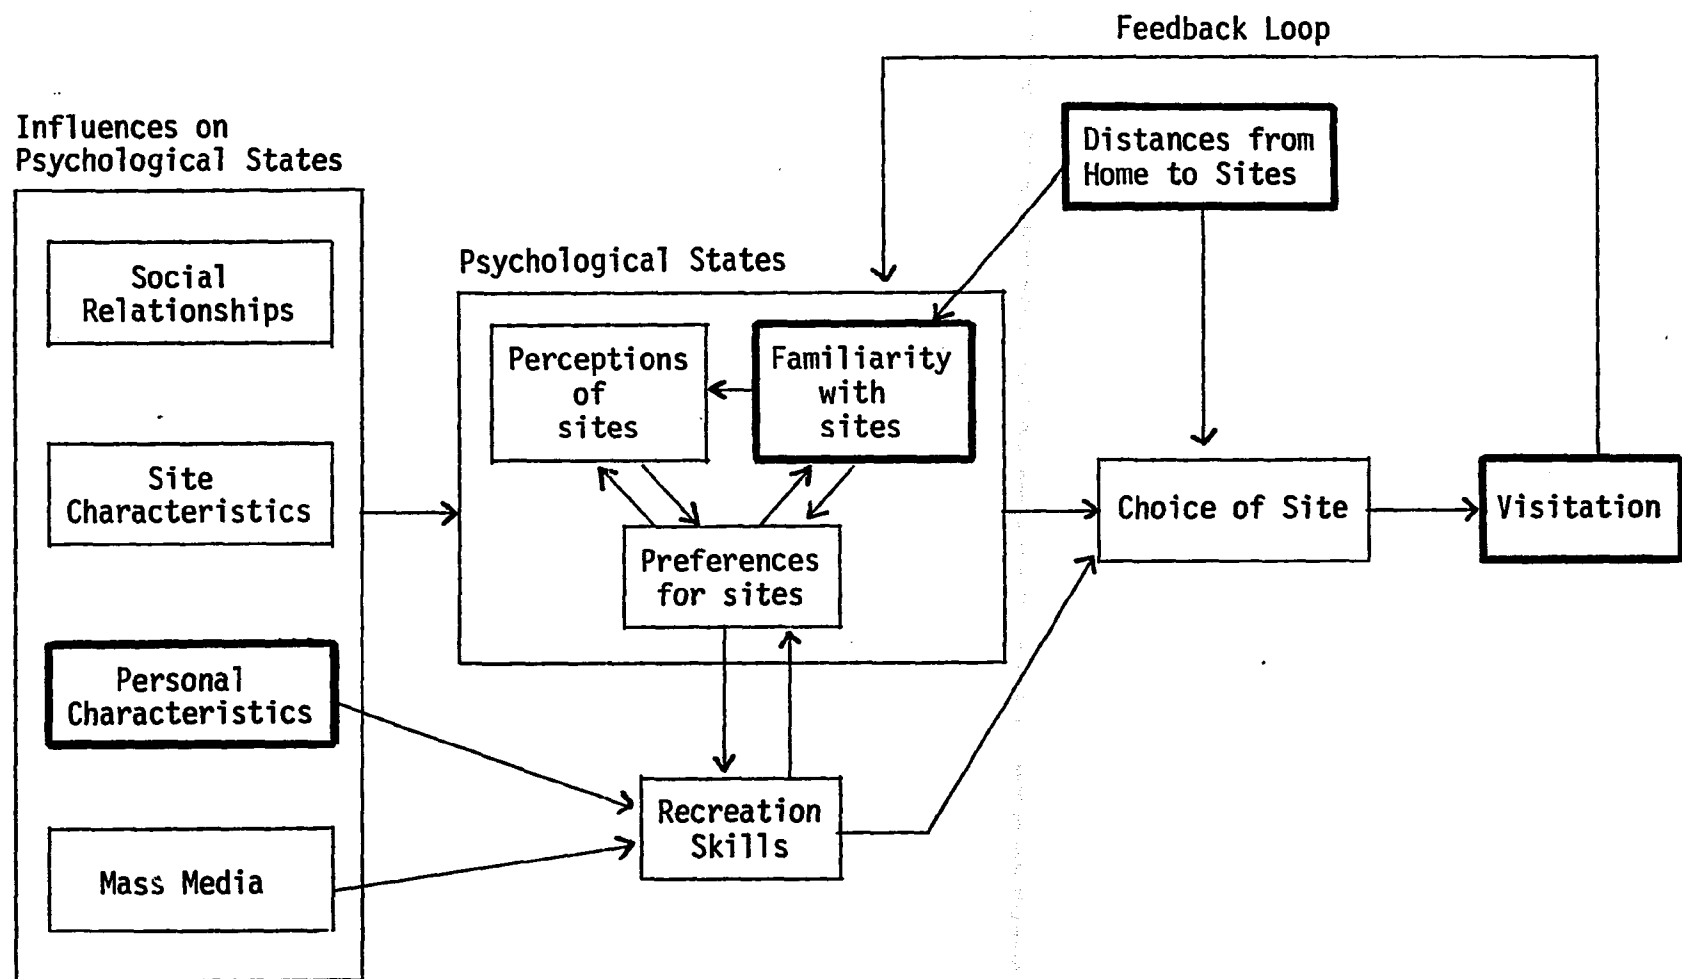 Feedback Loop
Influences on
Psychological States
Distances from
Home to Sites
Social
Relationships
Psychological States
Perceptions
of
sites
Familiarity
with
sites
Site
Characteristics
Choice of Site
Visitation
Preferences
for sites
Personal
Characteristics
Recreation
Skills
Mass Media